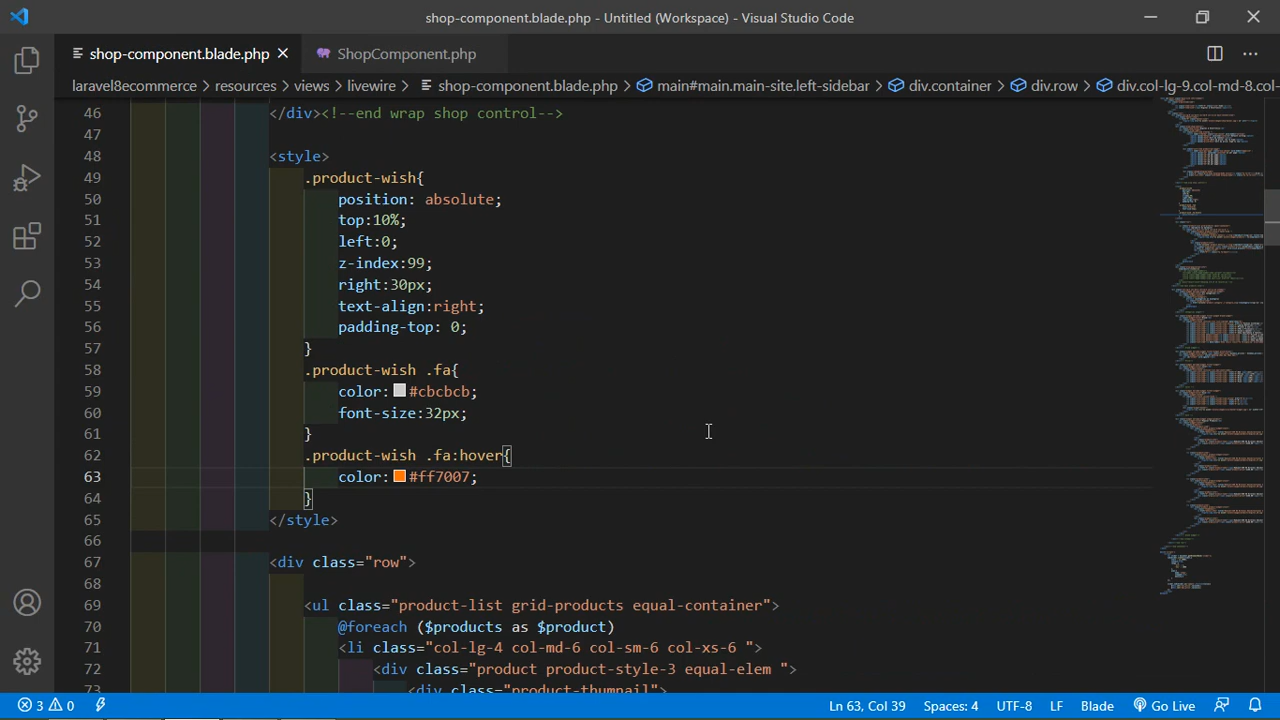 shop-component.blade.php - Untitled (Workspace) - Visual Studio Code
shop-component.blade.php ShopComponent.php
laravel8ecommerce > resources > views > livewire > shop-component.blade.php > main#main.main-site.left-sidebar > div.container > div.row > div.col-lg-9.col-md-8.col-
46 </div><!--end wrap shop control-->
47
48 <style>
49 .product-wish{
50 position: absolute;
51 top:10%;
52 left:0;
53 z-index:99;
54 right:30px;
55 text-align:right;
56 padding-top: 0;
57 }
58 .product-wish .fa{
59 color: #cbcbcb;
60 font-size:32px;
61 }
62 .product-wish .fa:hover{
63 color: #ff7007;
64 }
65 </style>
66
67 <div class="row">
68
69 <ul class="product-list grid-products equal-container">
70 @foreach ($products as $product)
71 <li class="col-lg-4 col-md-6 col-sm-6 col-xs-6 ">
72 <div class="product product-style-3 equal-elem ">
73 <div class="product-thumnail">
3 0 Ln 63, Col 39 Spaces: 4 UTF-8 LF Blade Go Live